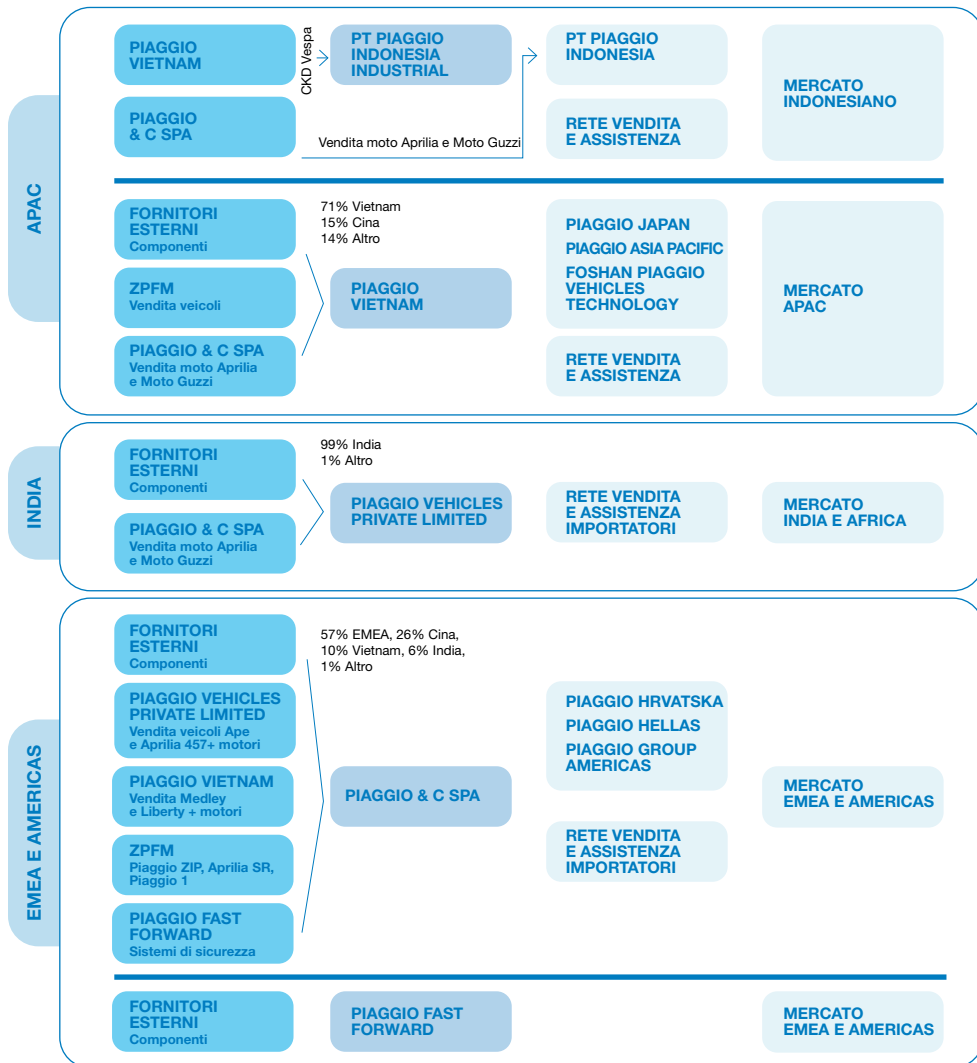 APAC
PIAGGIO
VIETNAM
CKD Vespa
PT PIAGGIO
INDONESIA
INDUSTRIAL
PT PIAGGIO
INDONESIA
MERCATO
INDONESIANO
PIAGGIO
& C SPA
Vendita moto Aprilia e Moto Guzzi
RETE VENDITA
E ASSISTENZA
FORNITORI
ESTERNI
Componenti
71% Vietnam
15% Cina
14% Altro
ZPFM
Vendita veicoli
PIAGGIO & C SPA
Vendita moto Aprilia
e Moto Guzzi
PIAGGIO
VIETNAM
PIAGGIO JAPAN
PIAGGIO ASIA PACIFIC
FOSHAN PIAGGIO
VEHICLES
TECHNOLOGY
RETE VENDITA
E ASSISTENZA
MERCATO
APAC
INDIA
FORNITORI
ESTERNI
Componenti
99% India
1% Altro
PIAGGIO & C SPA
Vendita moto Aprilia
e Moto Guzzi
PIAGGIO VEHICLES
PRIVATE LIMITED
RETE VENDITA
E ASSISTENZA
IMPORTATORI
MERCATO
INDIA E AFRICA
EMEA E AMERICAS
FORNITORI
ESTERNI
Componenti
57% EMEA, 26% Cina,
10% Vietnam, 6% India,
1% Altro
PIAGGIO VEHICLES
PRIVATE LIMITED
Vendita veicoli Ape
e Aprilia 457+ motori
PIAGGIO VIETNAM
Vendita Medley
e Liberty + motori
ZPFM
Piaggio ZIP, Aprilia SR,
Piaggio 1
PIAGGIO FAST
FORWARD
Sistemi di sicurezza
PIAGGIO & C SPA
PIAGGIO HRVATSKA
PIAGGIO HELLAS
PIAGGIO GROUP
AMERICAS
RETE VENDITA
E ASSISTENZA
IMPORTATORI
MERCATO
EMEA E AMERICAS
FORNITORI
ESTERNI
Componenti
PIAGGIO FAST
FORWARD
MERCATO
EMEA E AMERICAS